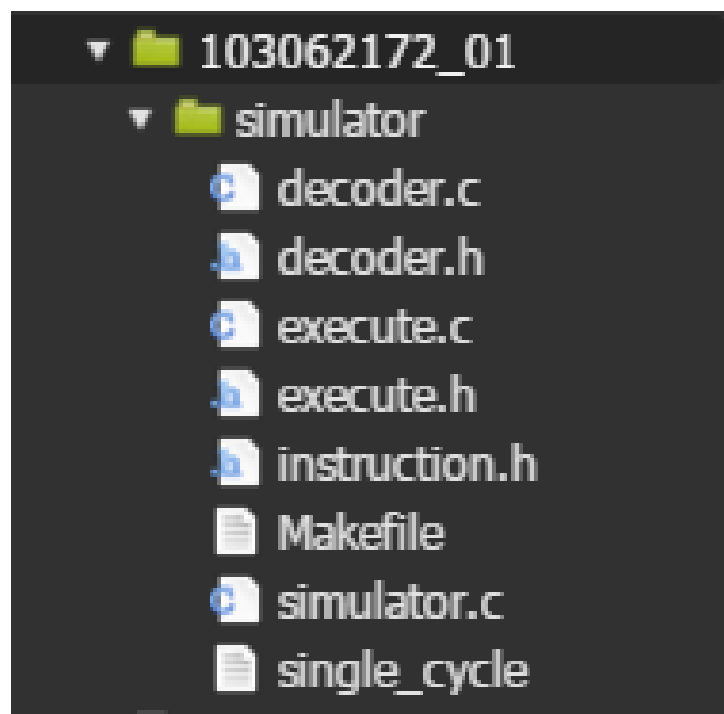 103062172_01
simulator
decoder.c
decoder.h
execute.c
execute.h
instruction.h
Makefile
simulator.c
single_cycle